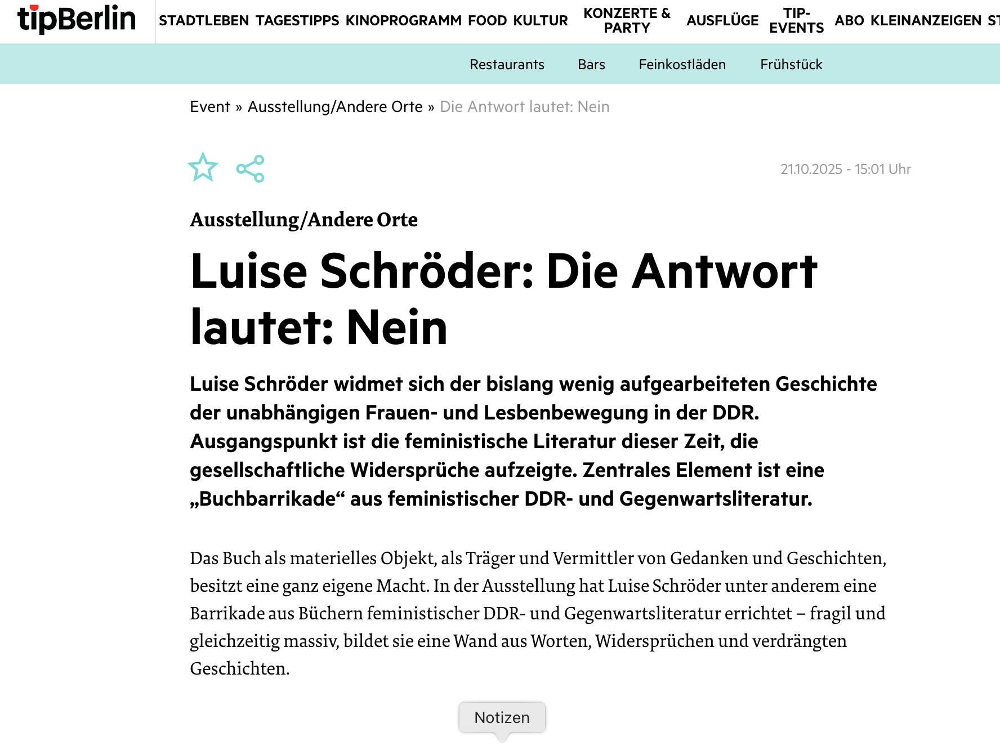 tipBerlin
STADTLEBEN TAGESTIPPS KINOPROGRAMM FOOD KULTUR KONZERTE & PARTY AUSFLÜGE TIP-EVENTS ABO KLEINANZEIGEN ST
Restaurants Bars Feinkostläden Frühstück
Event » Ausstellung/Andere Orte » Die Antwort lautet: Nein
21.10.2025 - 15:01 Uhr
Ausstellung/Andere Orte
Luise Schröder: Die Antwort
lautet: Nein
Luise Schröder widmet sich der bislang wenig aufgearbeiteten Geschichte
der unabhängigen Frauen- und Lesbenbewegung in der DDR.
Ausgangspunkt ist die feministische Literatur dieser Zeit, die
gesellschaftliche Widersprüche aufzeigte. Zentrales Element ist eine
„Buchbarrikade“ aus feministischer DDR- und Gegenwartsliteratur.
Das Buch als materielles Objekt, als Träger und Vermittler von Gedanken und Geschichten,
besitzt eine ganz eigene Macht. In der Ausstellung hat Luise Schröder unter anderem eine
Barrikade aus Büchern feministischer DDR- und Gegenwartsliteratur errichtet – fragil und
gleichzeitig massiv, bildet sie eine Wand aus Worten, Widersprüchen und verdrängten
Geschichten.
Notizen